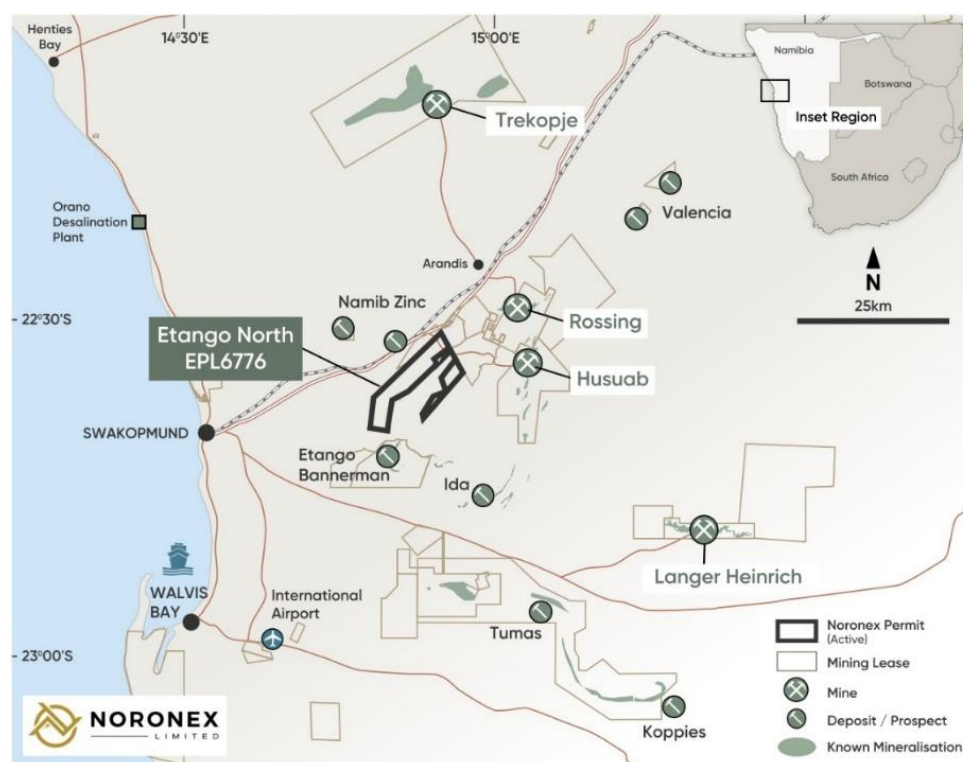 14°30'E
15°00'E
Henties
Bay
Namibia
Botswana
Inset Region
South Africa
Trekopje
Valencia
Orano
Desalination
Plant
Arandis
N
25km
Namib Zinc
22°30'S
Etango North
EPL6776
Rossing
Husuab
SWAKOPMUND
Etango
Bannerman
Ida
Langer Heinrich
WALVIS
BAY
International
Airport
Tumas
23°00'S
Koppies
Noronex Permit
(Active)
Mining Lease
Mine
Deposit / Prospect
Known Mineralisation
NORONEX
LIMITED